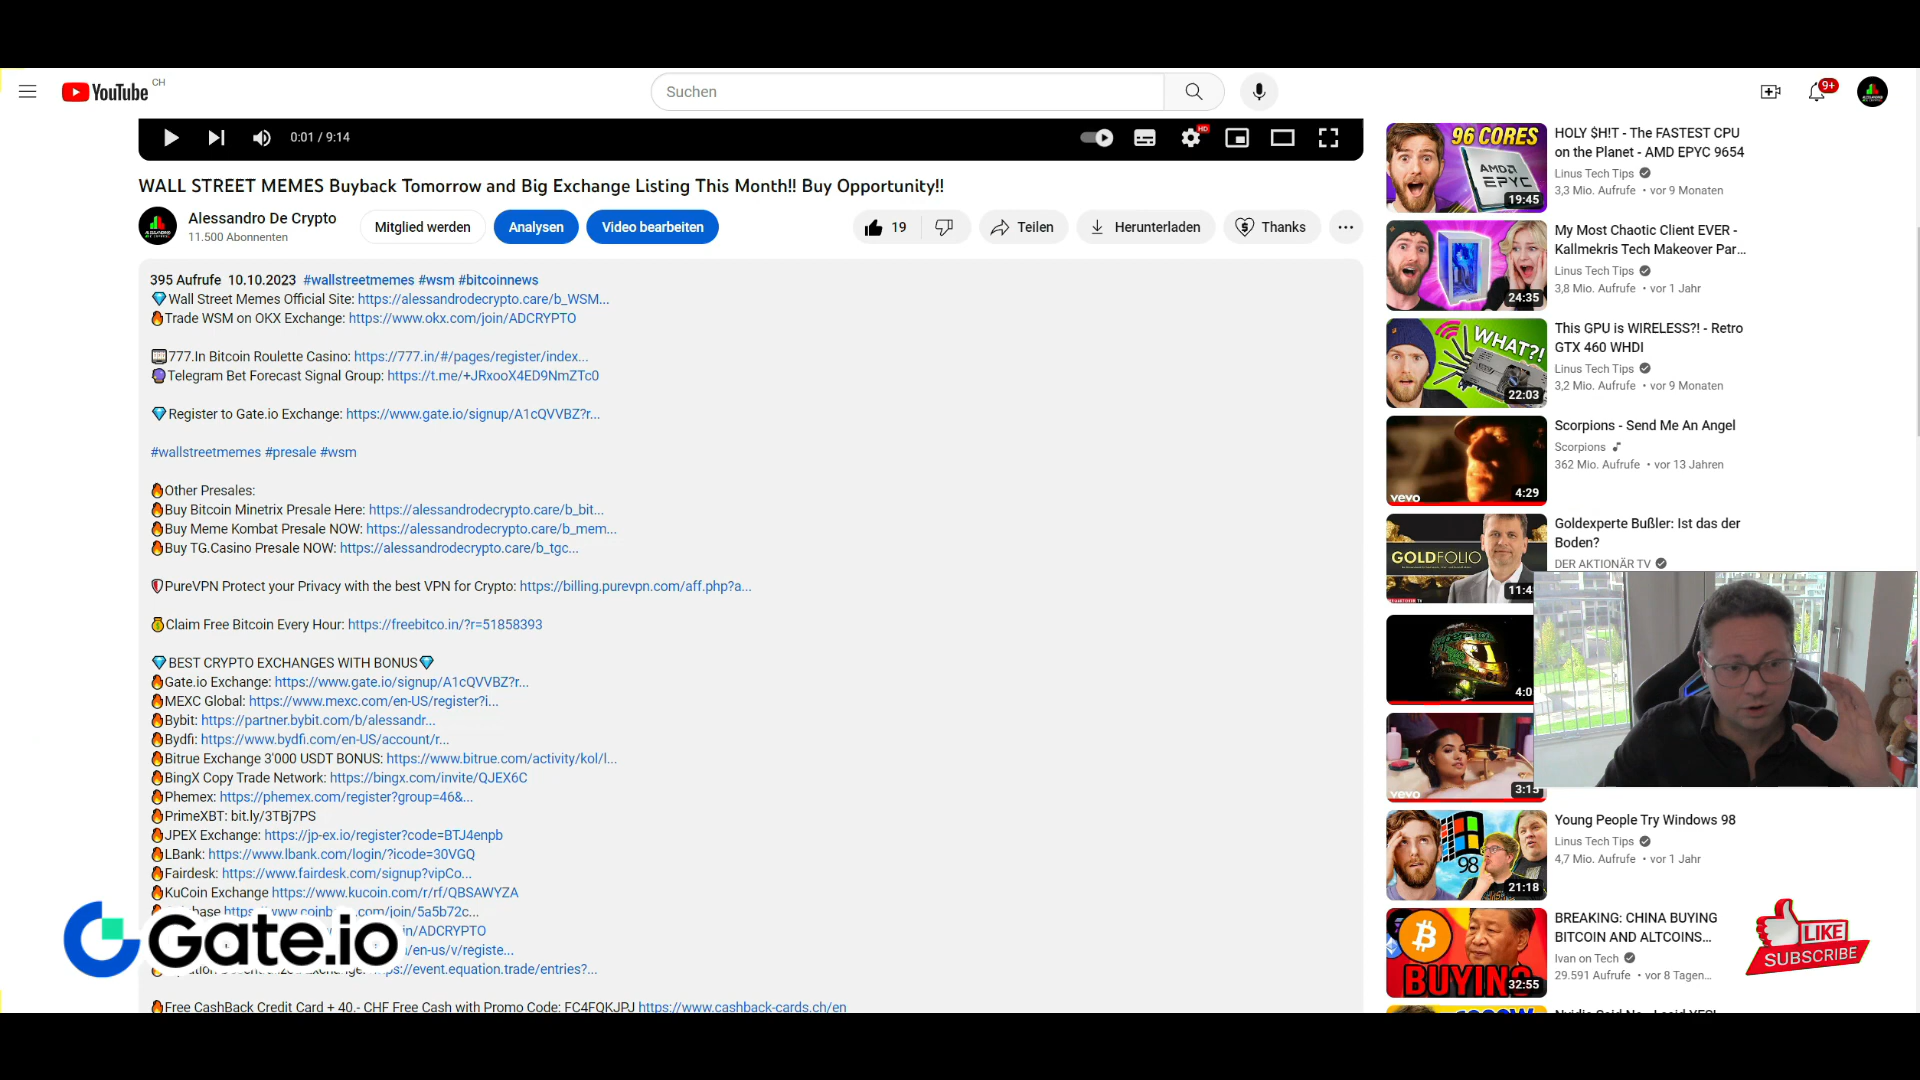 YouTube CH
Suchen
9+
0:01 / 9:14
HD
WALL STREET MEMES Buyback Tomorrow and Big Exchange Listing This Month!! Buy Opportunity!!
Alessandro De Crypto
11.500 Abonnenten
Mitglied werden
Analysen
Video bearbeiten
19
Teilen
Herunterladen
Thanks
395 Aufrufe 10.10.2023 #wallstreetmemes #wsm #bitcoinnews
Wall Street Memes Official Site: https://alessandrodecrypto.care/b_WSM...
Trade WSM on OKX Exchange: https://www.okx.com/join/ADCRYPTO
777.In Bitcoin Roulette Casino: https://777.in/#/pages/register/index...
Telegram Bet Forecast Signal Group: https://t.me/+JRxooX4ED9NmZTc0
Register to Gate.io Exchange: https://www.gate.io/signup/A1cQVVBZ?r...
#wallstreetmemes #presale #wsm
Other Presales:
Buy Bitcoin Minetrix Presale Here: https://alessandrodecrypto.care/b_bit...
Buy Meme Kombat Presale NOW: https://alessandrodecrypto.care/b_mem...
Buy TG.Casino Presale NOW: https://alessandrodecrypto.care/b_tgc...
PureVPN Protect your Privacy with the best VPN for Crypto: https://billing.purevpn.com/aff.php?a...
Claim Free Bitcoin Every Hour: https://freebitco.in/?r=51858393
BEST CRYPTO EXCHANGES WITH BONUS
Gate.io Exchange: https://www.gate.io/signup/A1cQVVBZ?r...
MEXC Global: https://www.mexc.com/en-US/register?i...
Bybit: https://partner.bybit.com/b/alessandr...
Bydfi: https://www.bydfi.com/en-US/account/r...
Bitrue Exchange 3'000 USDT BONUS: https://www.bitrue.com/activity/kol/l...
BingX Copy Trade Network: https://bingx.com/invite/QJEX6C
Phemex: https://phemex.com/register?group=46&...
PrimeXBT: bit.ly/3TBj7PS
JPEX Exchange: https://jp-ex.io/register?code=BTJ4enpb
LBank: https://www.lbank.com/login/?icode=30VGQ
Fairdesk: https://www.fairdesk.com/signup?vipCo...
KuCoin Exchange https://www.kucoin.com/r/rf/QBSAWYZA
.com/join/5a5b72c...
in/ADCRYPTO
/en-us/v/registe...
://event.equation.trade/entries?...
Free CashBack Credit Card + 40.- CHF Free Cash with Promo Code: FC4FQKJPJ https://www.cashback-cards.ch/en
Gate.io
96 CORES
AMD
EPYC
19:45
HOLY $H!T - The FASTEST CPU
on the Planet - AMD EPYC 9654
Linus Tech Tips
3,3 Mio. Aufrufe • vor 9 Monaten
24:35
My Most Chaotic Client EVER -
Kallmekris Tech Makeover Par...
Linus Tech Tips
3,8 Mio. Aufrufe • vor 1 Jahr
WHAT?!
22:03
This GPU is WIRELESS?! - Retro
GTX 460 WHDI
Linus Tech Tips
3,2 Mio. Aufrufe • vor 9 Monaten
vevo
4:29
Scorpions - Send Me An Angel
Scorpions
362 Mio. Aufrufe • vor 13 Jahren
GOLDFOLIO
11:4
Goldexperte Bußler: Ist das der
Boden?
DER AKTIONÄR TV
4:0
vevo
3:15
98
21:18
Young People Try Windows 98
Linus Tech Tips
4,7 Mio. Aufrufe • vor 1 Jahr
BUYING
32:55
BREAKING: CHINA BUYING
BITCOIN AND ALTCOINS...
Ivan on Tech
29.591 Aufrufe • vor 8 Tagen...
LIKE
SUBSCRIBE